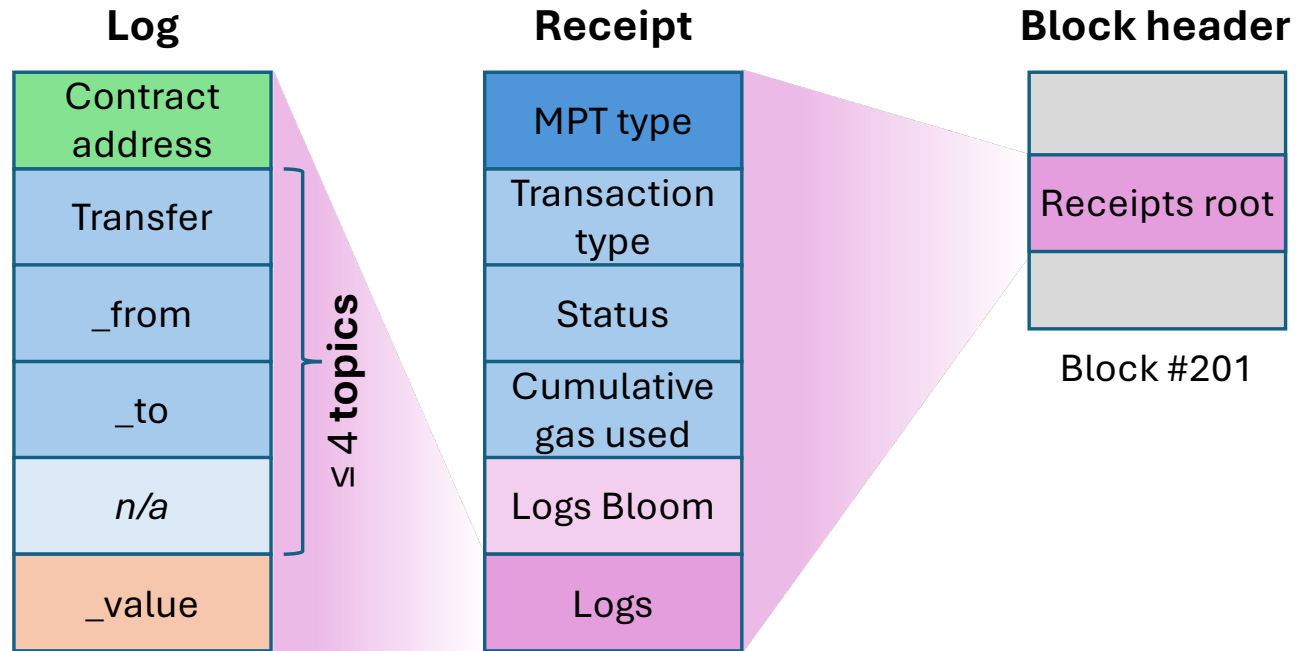 Log
Contract
address
Transfer
_from
_to
n/a
_value
≤ 4 topics
Receipt
MPT type
Transaction
type
Status
Cumulative
gas used
Logs Bloom
Logs
Block header
Receipts root
Block #201